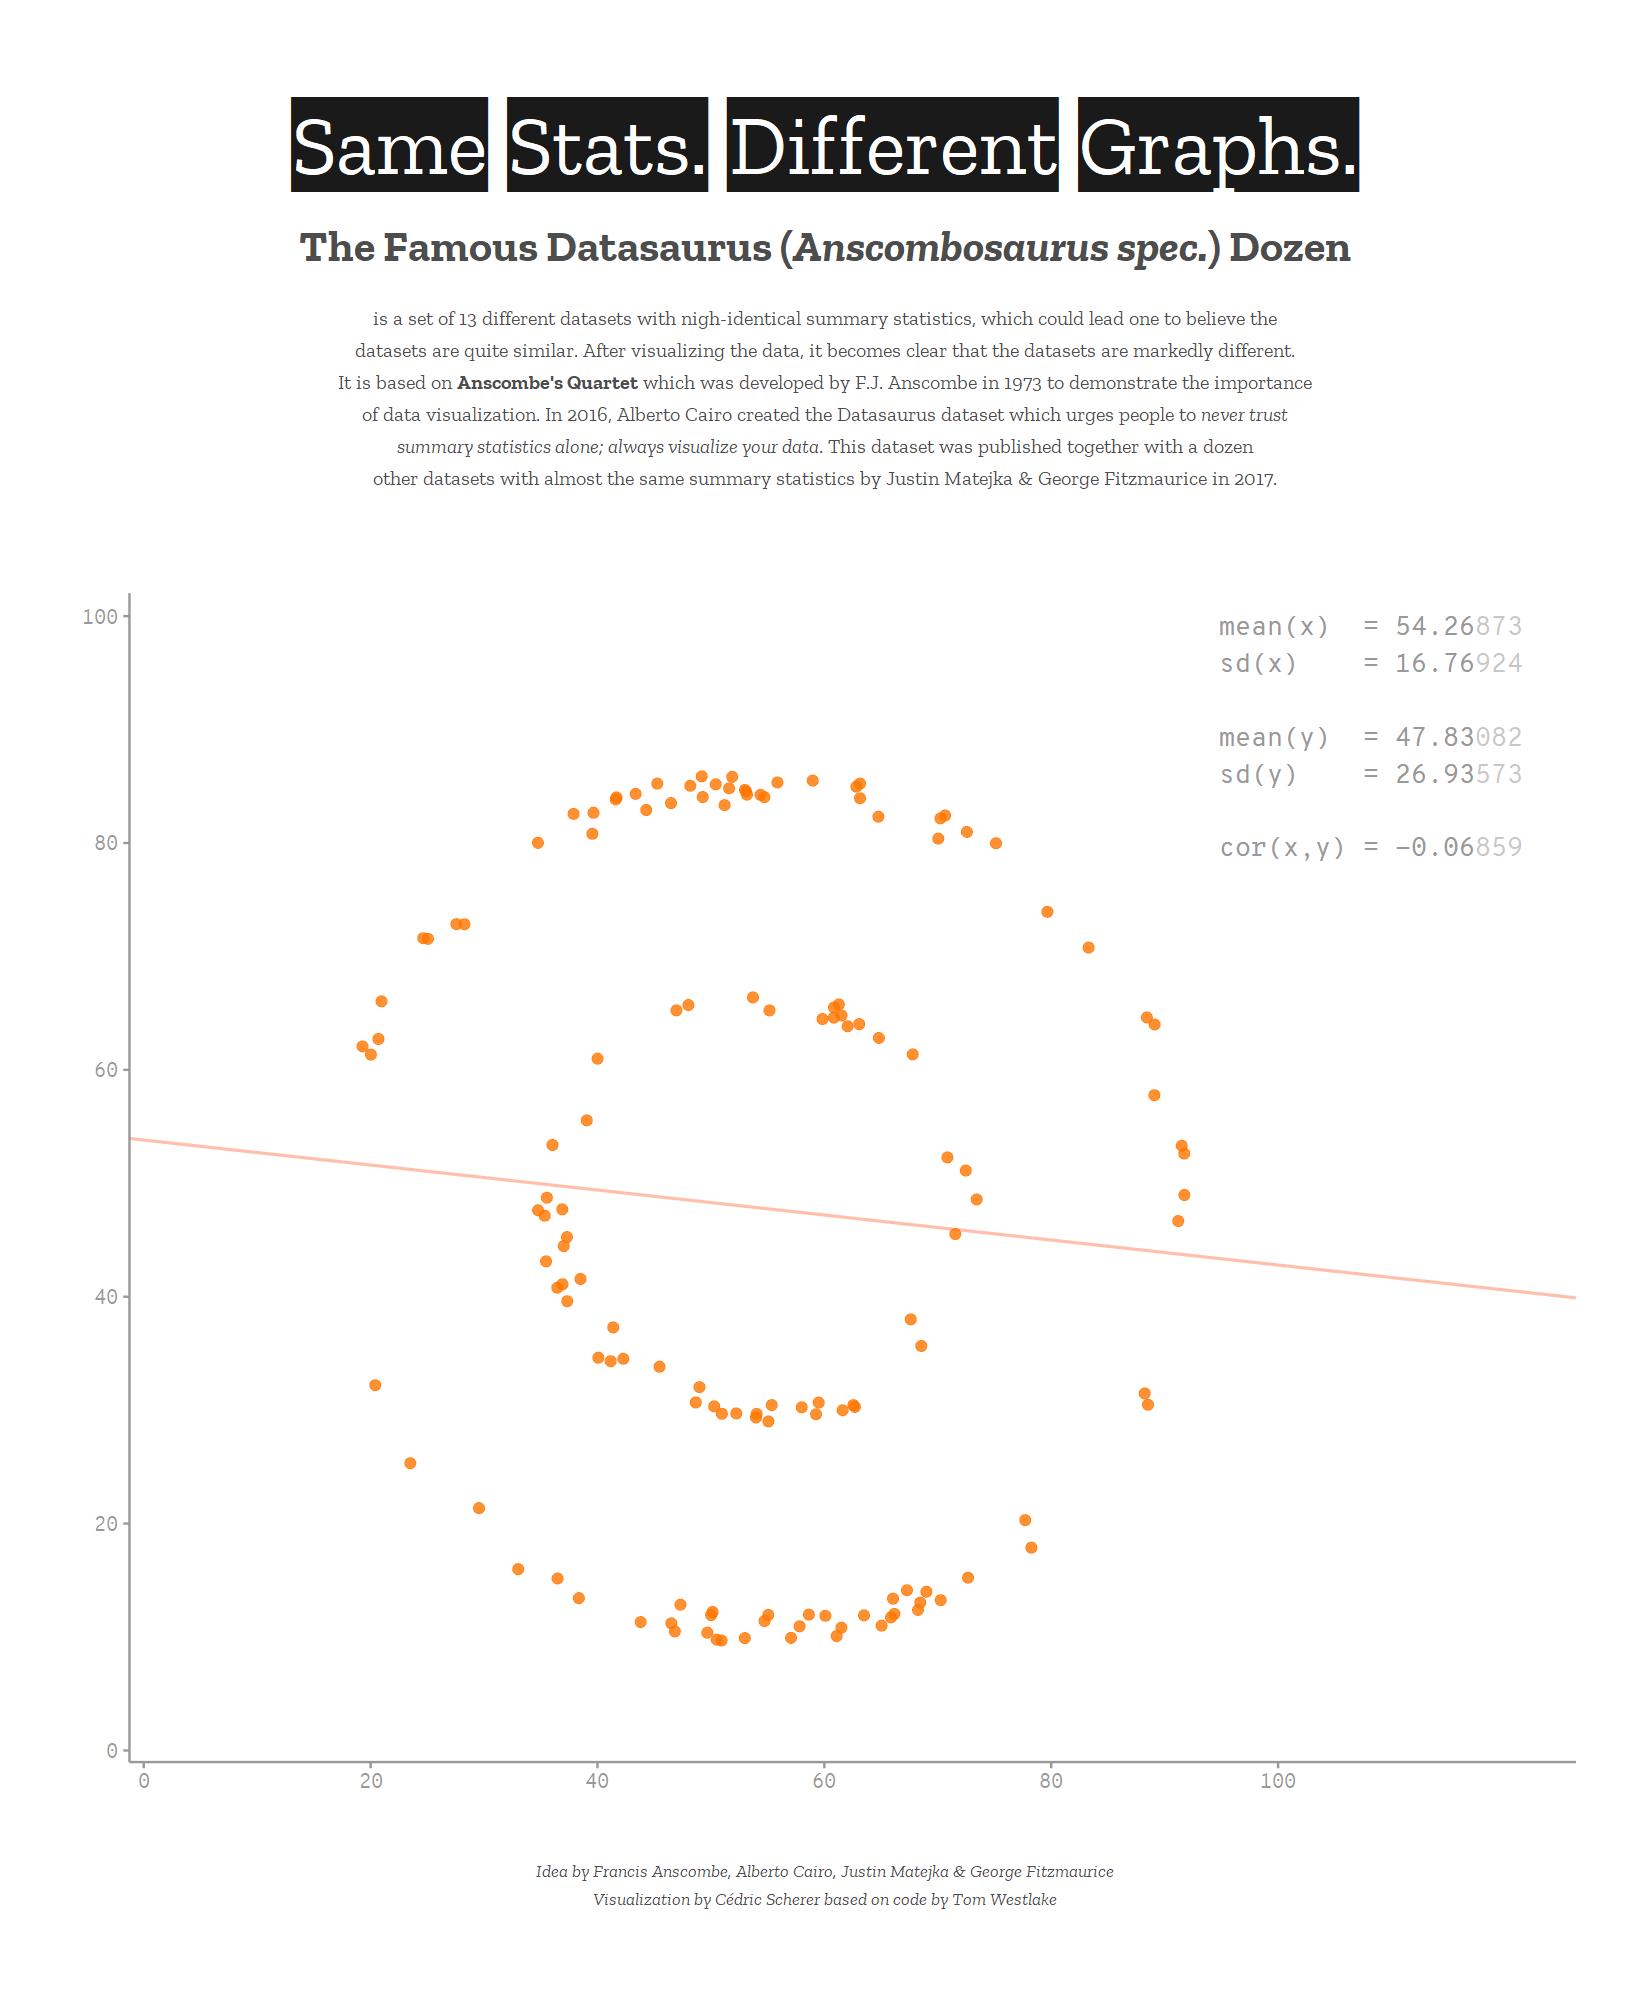 Same Stats. Different Graphs.
The Famous Datasaurus (Anscombosaurus spec.) Dozen
is a set of 13 different datasets with nigh-identical summary statistics, which could lead one to believe the
datasets are quite similar. After visualizing the data, it becomes clear that the datasets are markedly different.
It is based on Anscombe's Quartet which was developed by F.J. Anscombe in 1973 to demonstrate the importance
of data visualization. In 2016, Alberto Cairo created the Datasaurus dataset which urges people to never trust
summary statistics alone; always visualize your data. This dataset was published together with a dozen
other datasets with almost the same summary statistics by Justin Matejka & George Fitzmaurice in 2017.
mean(x) = 54.26873
sd(x) = 16.76924
mean(y) = 47.83082
sd(y) = 26.93573
cor(x,y) = −0.06859
100
80
60
40
20
0
0 20 40 60 80 100
Idea by Francis Anscombe, Alberto Cairo, Justin Matejka & George Fitzmaurice
Visualization by Cédric Scherer based on code by Tom Westlake